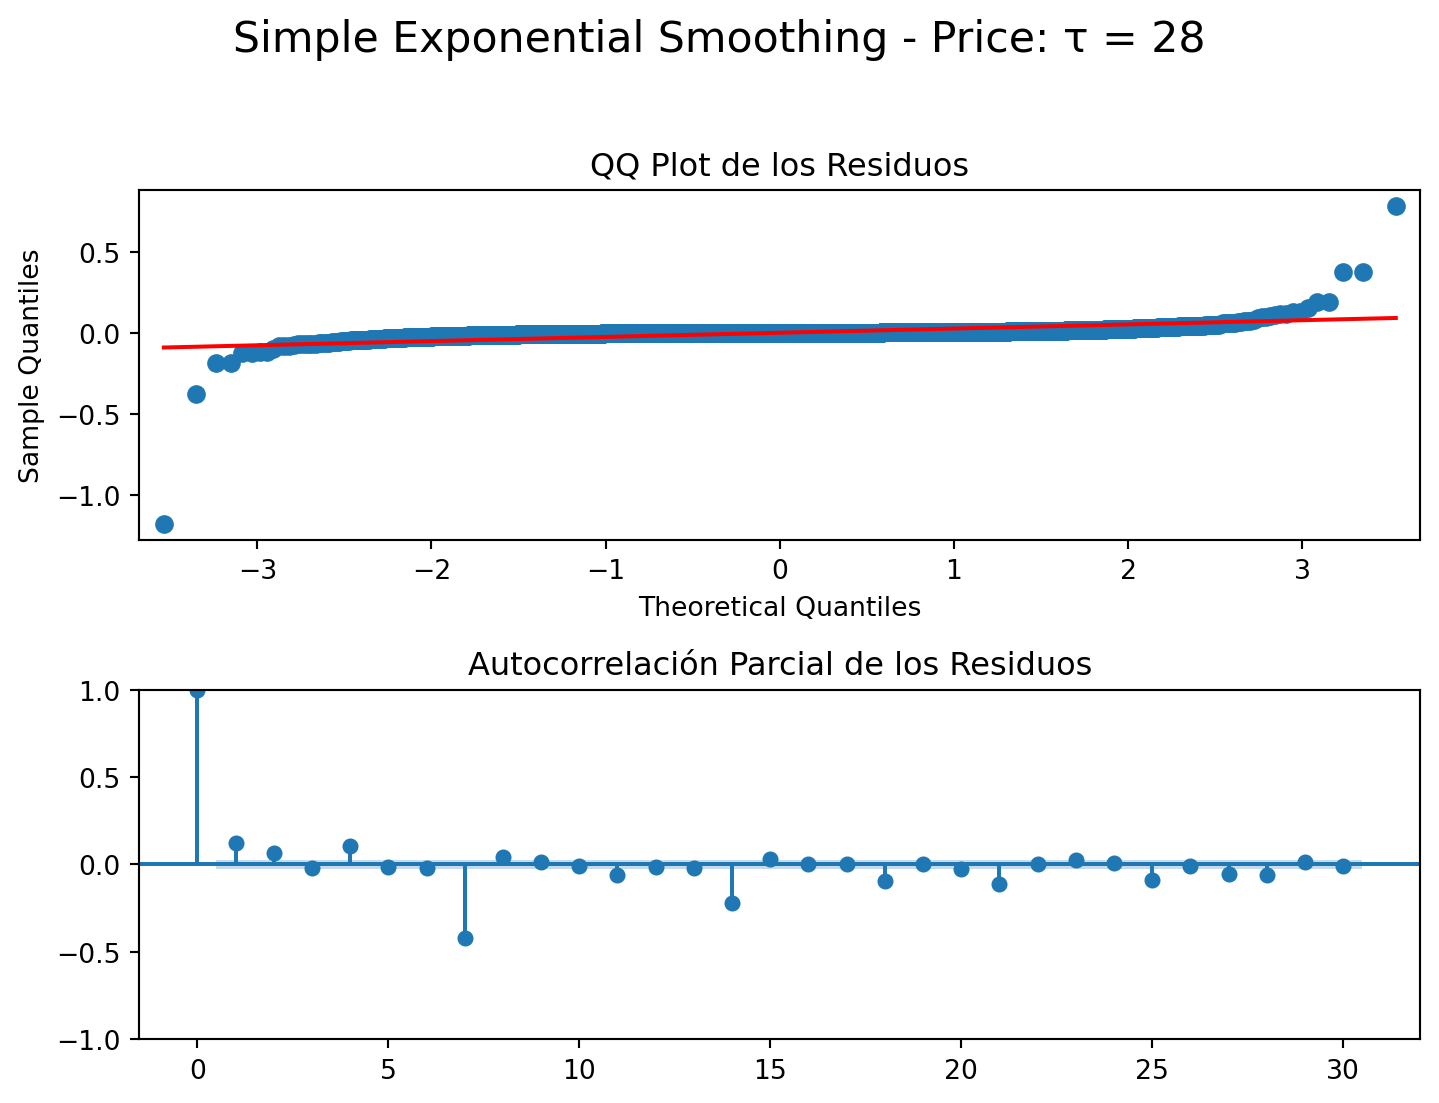 Simple Exponential Smoothing - Price: τ = 28
QQ Plot de los Residuos
Sample Quantiles
0.5
0.0
−0.5
−1.0
−3 −2 −1 0 1 2 3
Theoretical Quantiles
Autocorrelación Parcial de los Residuos
1.0
0.5
0.0
−0.5
−1.0
0 5 10 15 20 25 30